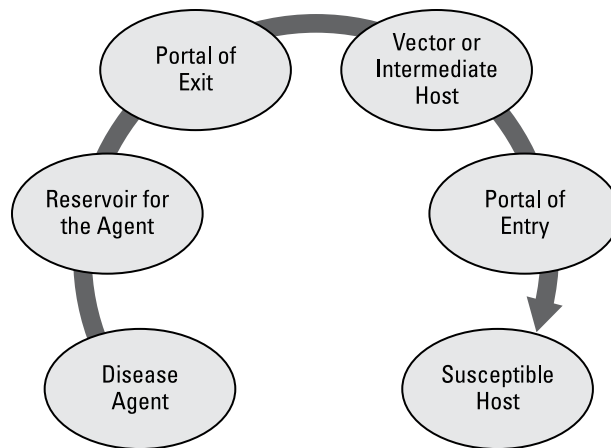 Portal of
Exit
Vector or
Intermediate
Host
Reservoir for
the Agent
Portal of
Entry
Disease
Agent
Susceptible
Host